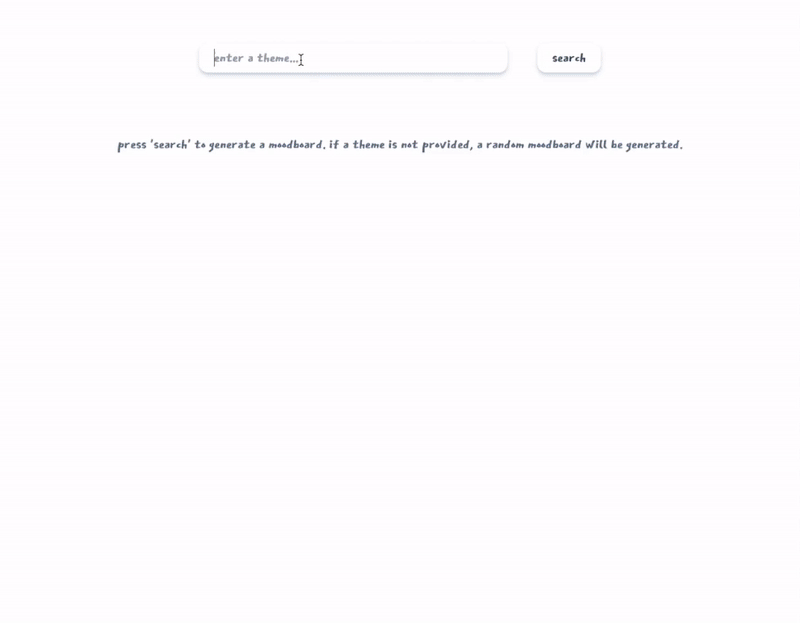 enter a theme...
search
press 'search' to generate a moodboard. if a theme is not provided, a random moodboard will be generated.